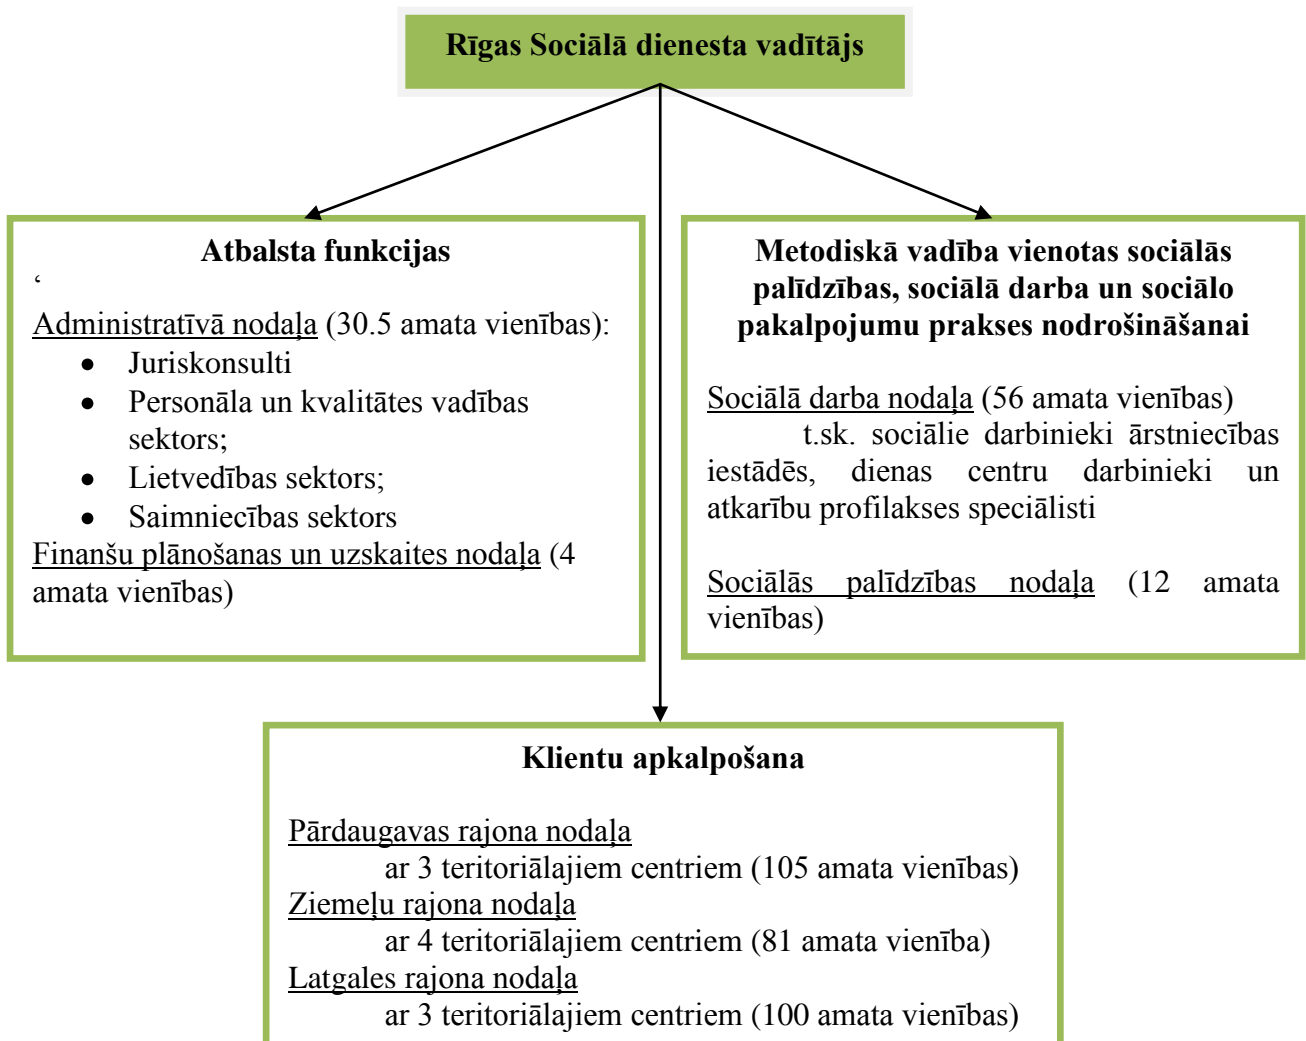 Rīgas Sociālā dienesta vadītājs
Atbalsta funkcijas
‘
Administratīvā nodaļa (30.5 amata vienības):
• Juriskonsulti
• Personāla un kvalitātes vadības
sektors;
• Lietvedības sektors;
• Saimniecības sektors
Finanšu plānošanas un uzskaites nodaļa (4
amata vienības)
Metodiskā vadība vienotas sociālās
palīdzības, sociālā darba un sociālo
pakalpojumu prakses nodrošināšanai
Sociālā darba nodaļa (56 amata vienības)
t.sk. sociālie darbinieki ārstniecības
iestādēs, dienas centru darbinieki un
atkarību profilakses speciālisti
Sociālās palīdzības nodaļa (12 amata
vienības)
Klientu apkalpošana
Pārdaugavas rajona nodaļa
ar 3 teritoriālajiem centriem (105 amata vienības)
Ziemeļu rajona nodaļa
ar 4 teritoriālajiem centriem (81 amata vienība)
Latgales rajona nodaļa
ar 3 teritoriālajiem centriem (100 amata vienības)